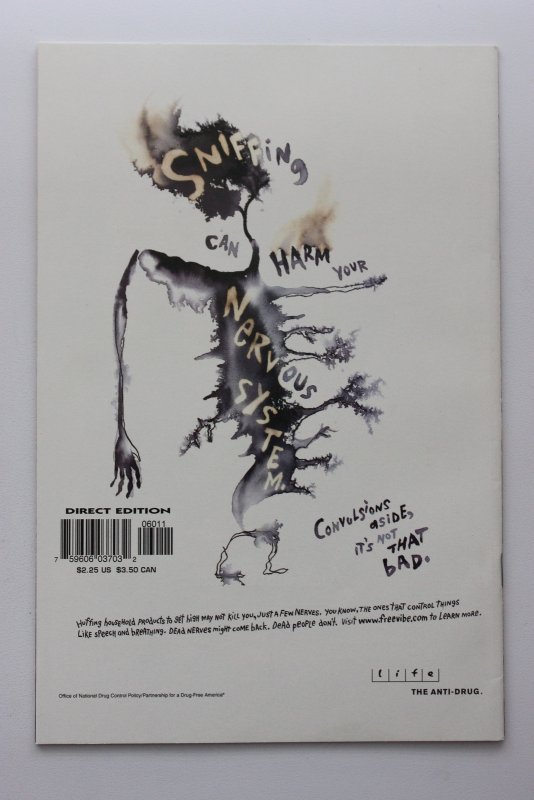 SNIFFING
CAN HARM YOUR
NERVOUS
SYSTEM.
CONVULSIONS
ASIDE,
IT'S NOT THAT
BAD.
DIRECT EDITION
06011
7 59606 03703 2
$2.25 US $3.50 CAN
Huffing household products to get high may not kill you, just a few nerves. You know, the ones that control things
like speech and breathing. Dead nerves might come back. Dead people don't. Visit www.freevibe.com to learn more.
life
THE ANTI-DRUG.
Office of National Drug Control Policy/Partnership for a Drug-Free America®